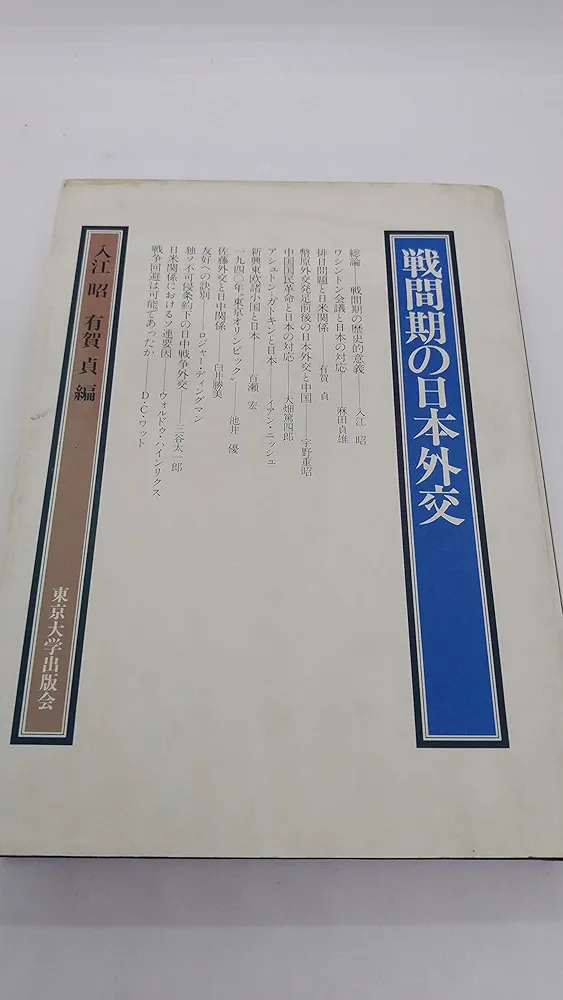 戦間期の日本外交
総論――戦間期の歴史的意義――入江 昭
ワシントン会議と日本の対応――麻田貞雄
排日問題と日米関係――有賀 貞
幣原外交発足前後の日本外交と中国――宇野重昭
中国国民革命と日本の対応――大畑篤四郎
アシュトン・ガトキンと日本――イアン・ニッシュ
新興東欧諸小国と日本――百瀬 宏
一九四〇年“東京オリンピック”――池井 優
佐藤外交と日中関係――臼井勝美
友好への訣別――ロジャー・ディングマン
独ソ不可侵条約下の日中戦争外交――三谷太一郎
日米関係におけるソ連要因――ウォルドゥ・ハインリクス
戦争回避は可能であったか――D・C・ワット
入江 昭 有賀 貞 編
東京大学出版会